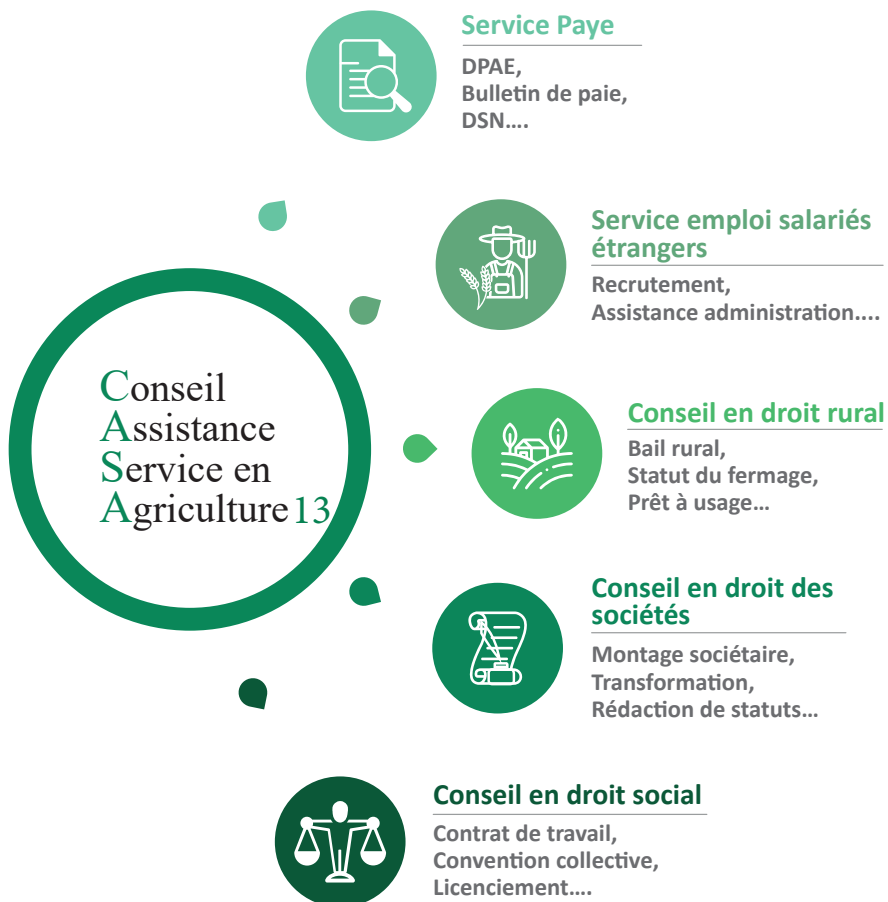 Service Paye
DPAE,
Bulletin de paie,
DSN....
Service emploi salariés
étrangers
Recrutement,
Assistance administration....
Conseil
Assistance
Service en
Agriculture 13
Conseil en droit rural
Bail rural,
Statut du fermage,
Prêt à usage...
Conseil en droit des
sociétés
Montage sociétaire,
Transformation,
Rédaction de statuts...
Conseil en droit social
Contrat de travail,
Convention collective,
Licenciement....